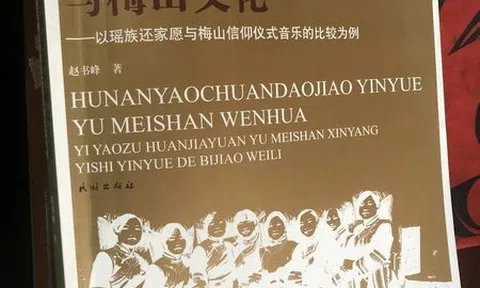 与梅山文化
——以瑶族还家愿与梅山信仰仪式音乐的比较为例
赵书峰 著
HUNANYAOCHUANDAOJIAO YINYUE
YU MEISHAN WENHUA
YI YAOZU HUANJIAYUAN YU MEISHAN XINYANG
YISHI YINYUE DE BIJIAO WEILI
民族出版社